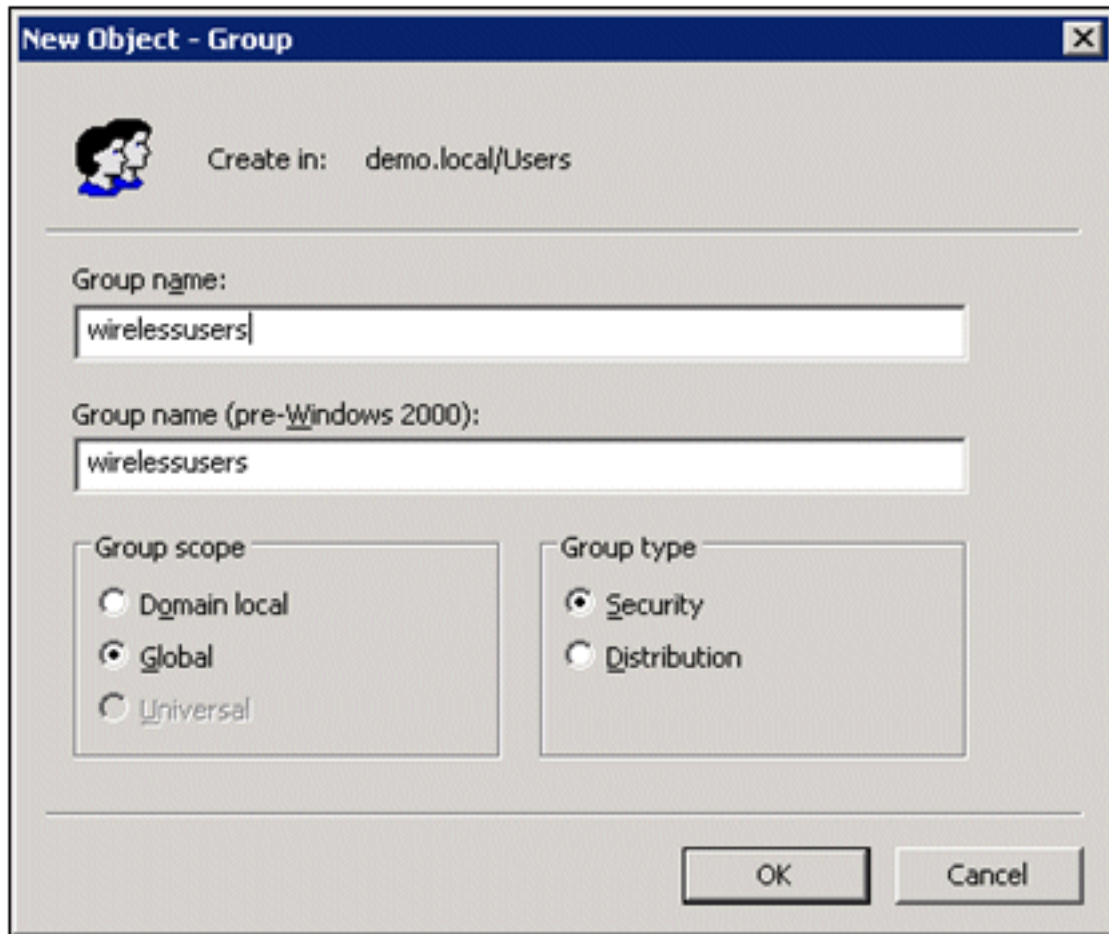 New Object - Group
Create in: demo.local/Users
Group name:
wirelessusers
Group name (pre-Windows 2000):
wirelessusers
Group scope
Domain local
Global
Universal
Group type
Security
Distribution
OK Cancel